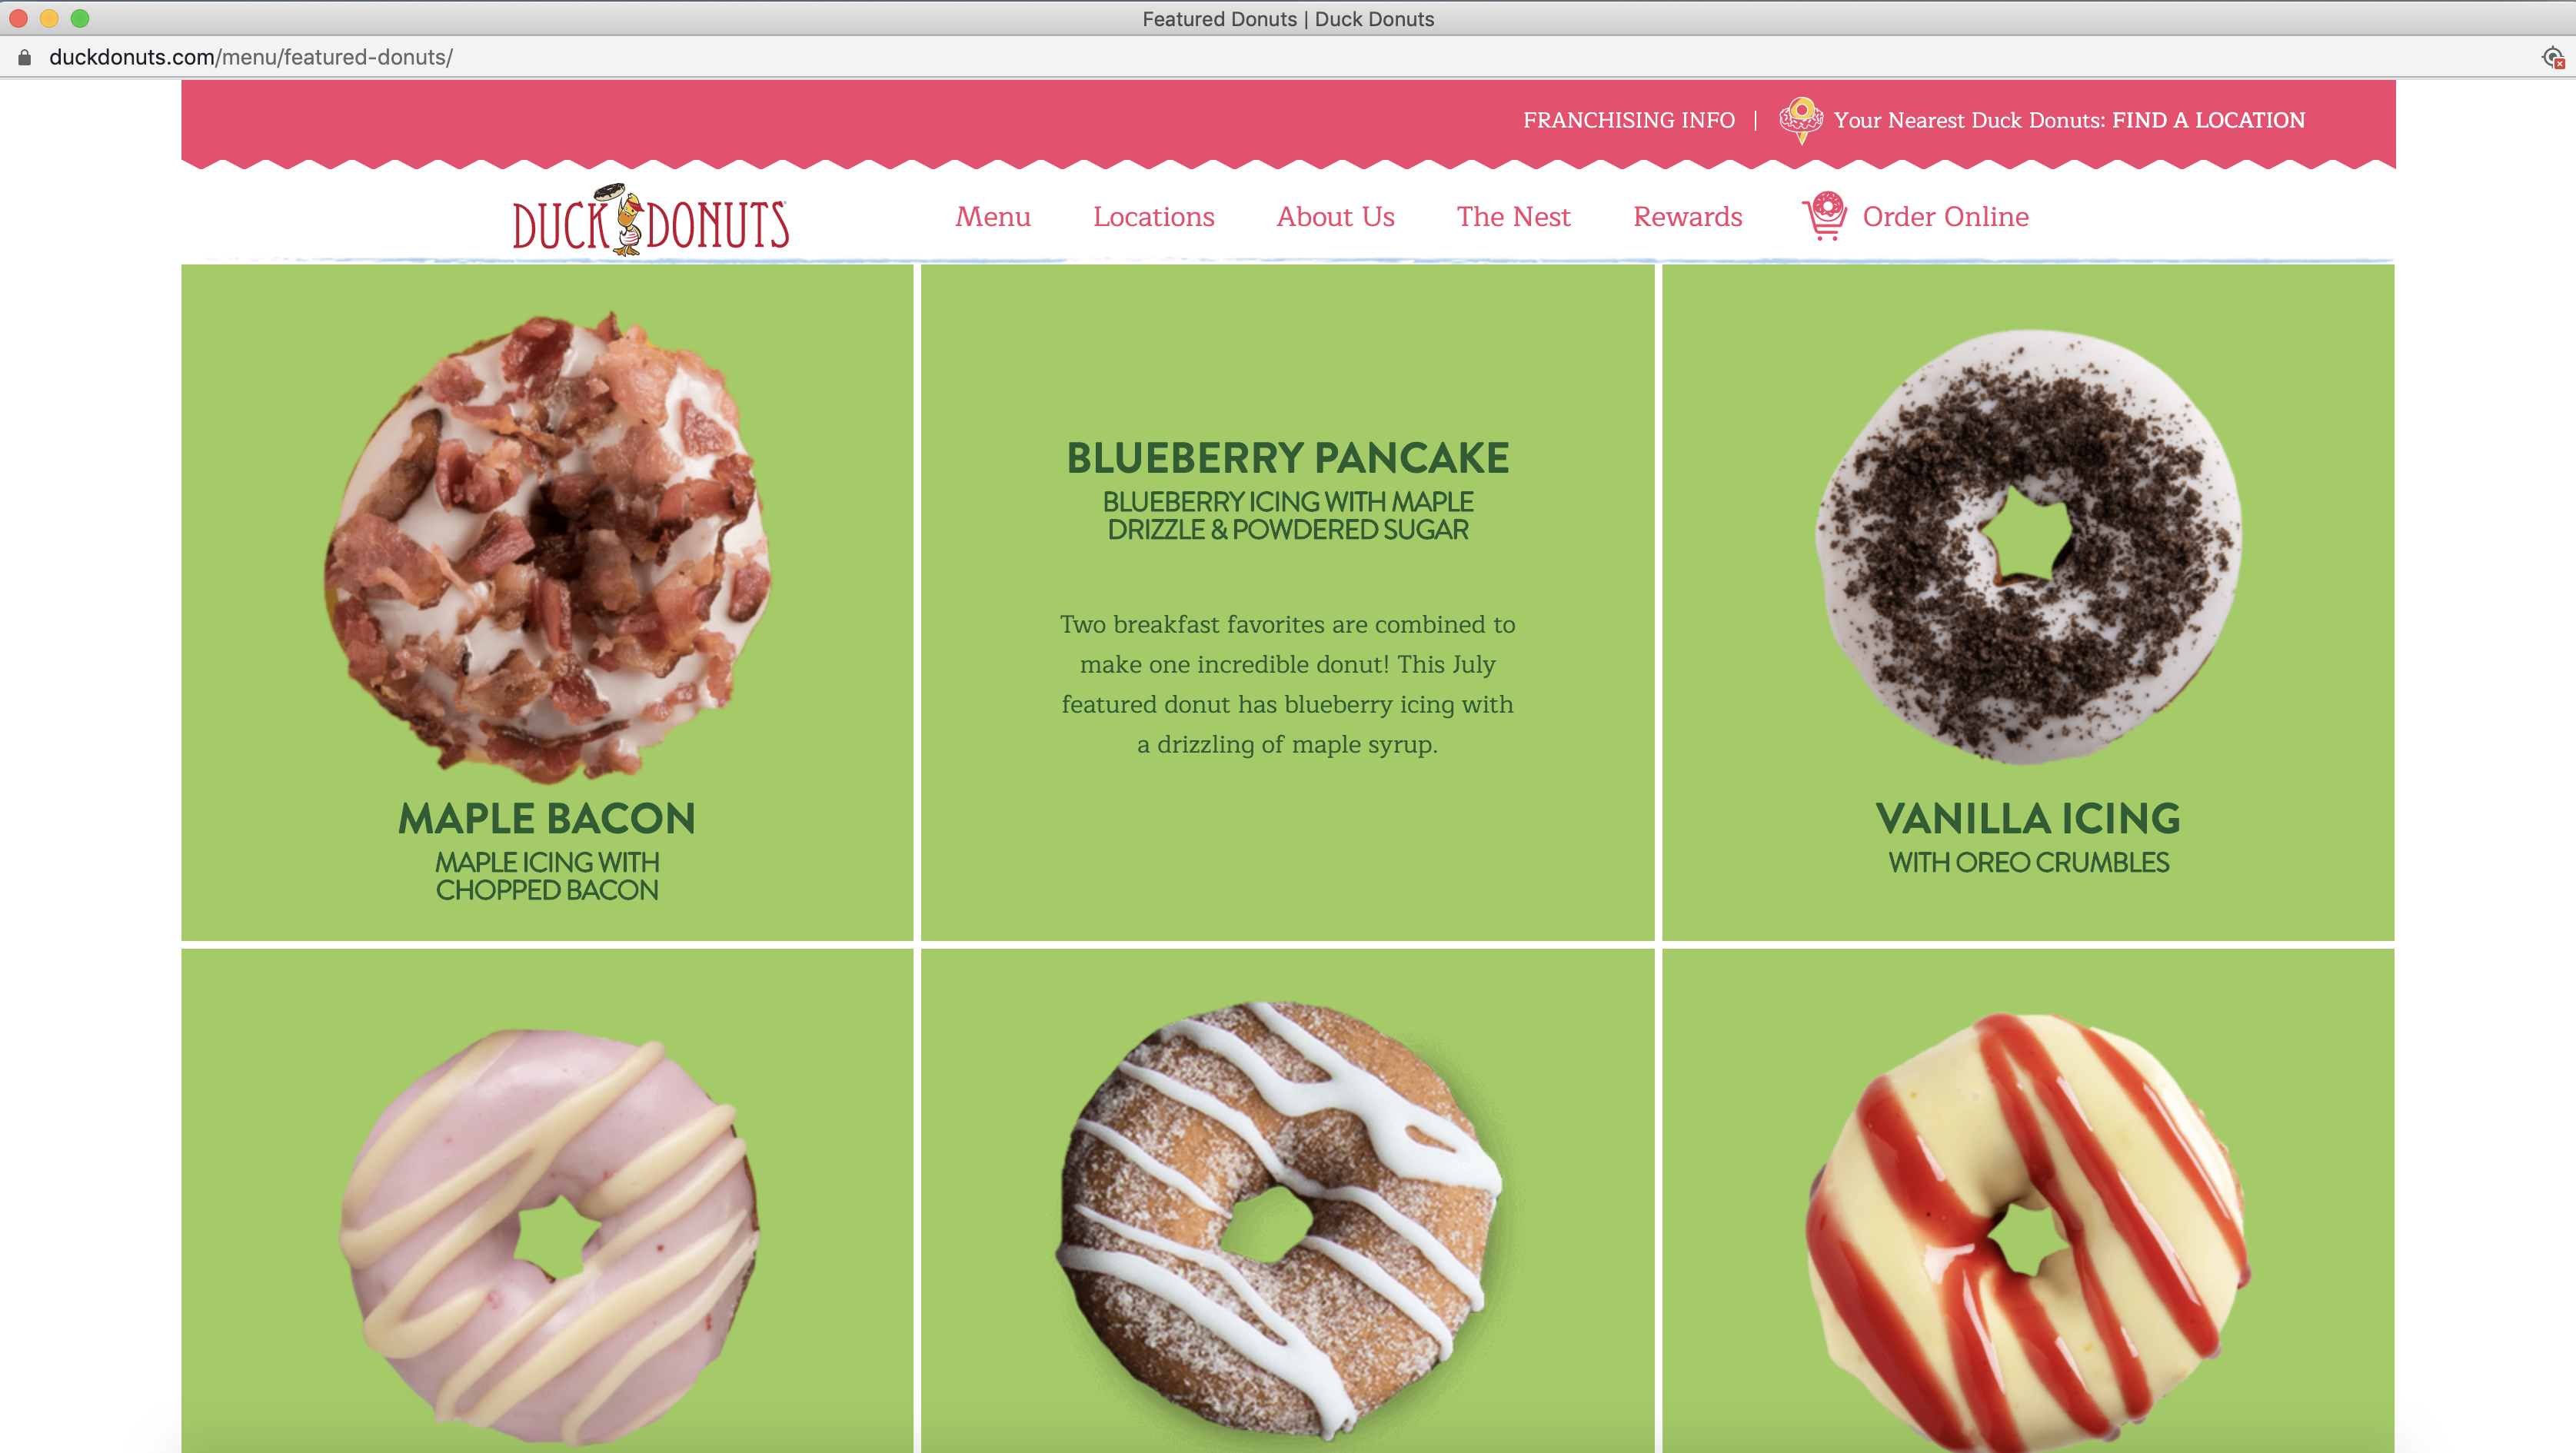 Featured Donuts | Duck Donuts
duckdonuts.com/menu/featured-donuts/
FRANCHISING INFO | Your Nearest Duck Donuts: FIND A LOCATION
DUCK DONUTS
Menu Locations About Us The Nest Rewards Order Online
MAPLE BACON
MAPLE ICING WITH
CHOPPED BACON
BLUEBERRY PANCAKE
BLUEBERRY ICING WITH MAPLE
DRIZZLE & POWDERED SUGAR
Two breakfast favorites are combined to
make one incredible donut! This July
featured donut has blueberry icing with
a drizzling of maple syrup.
VANILLA ICING
WITH OREO CRUMBLES